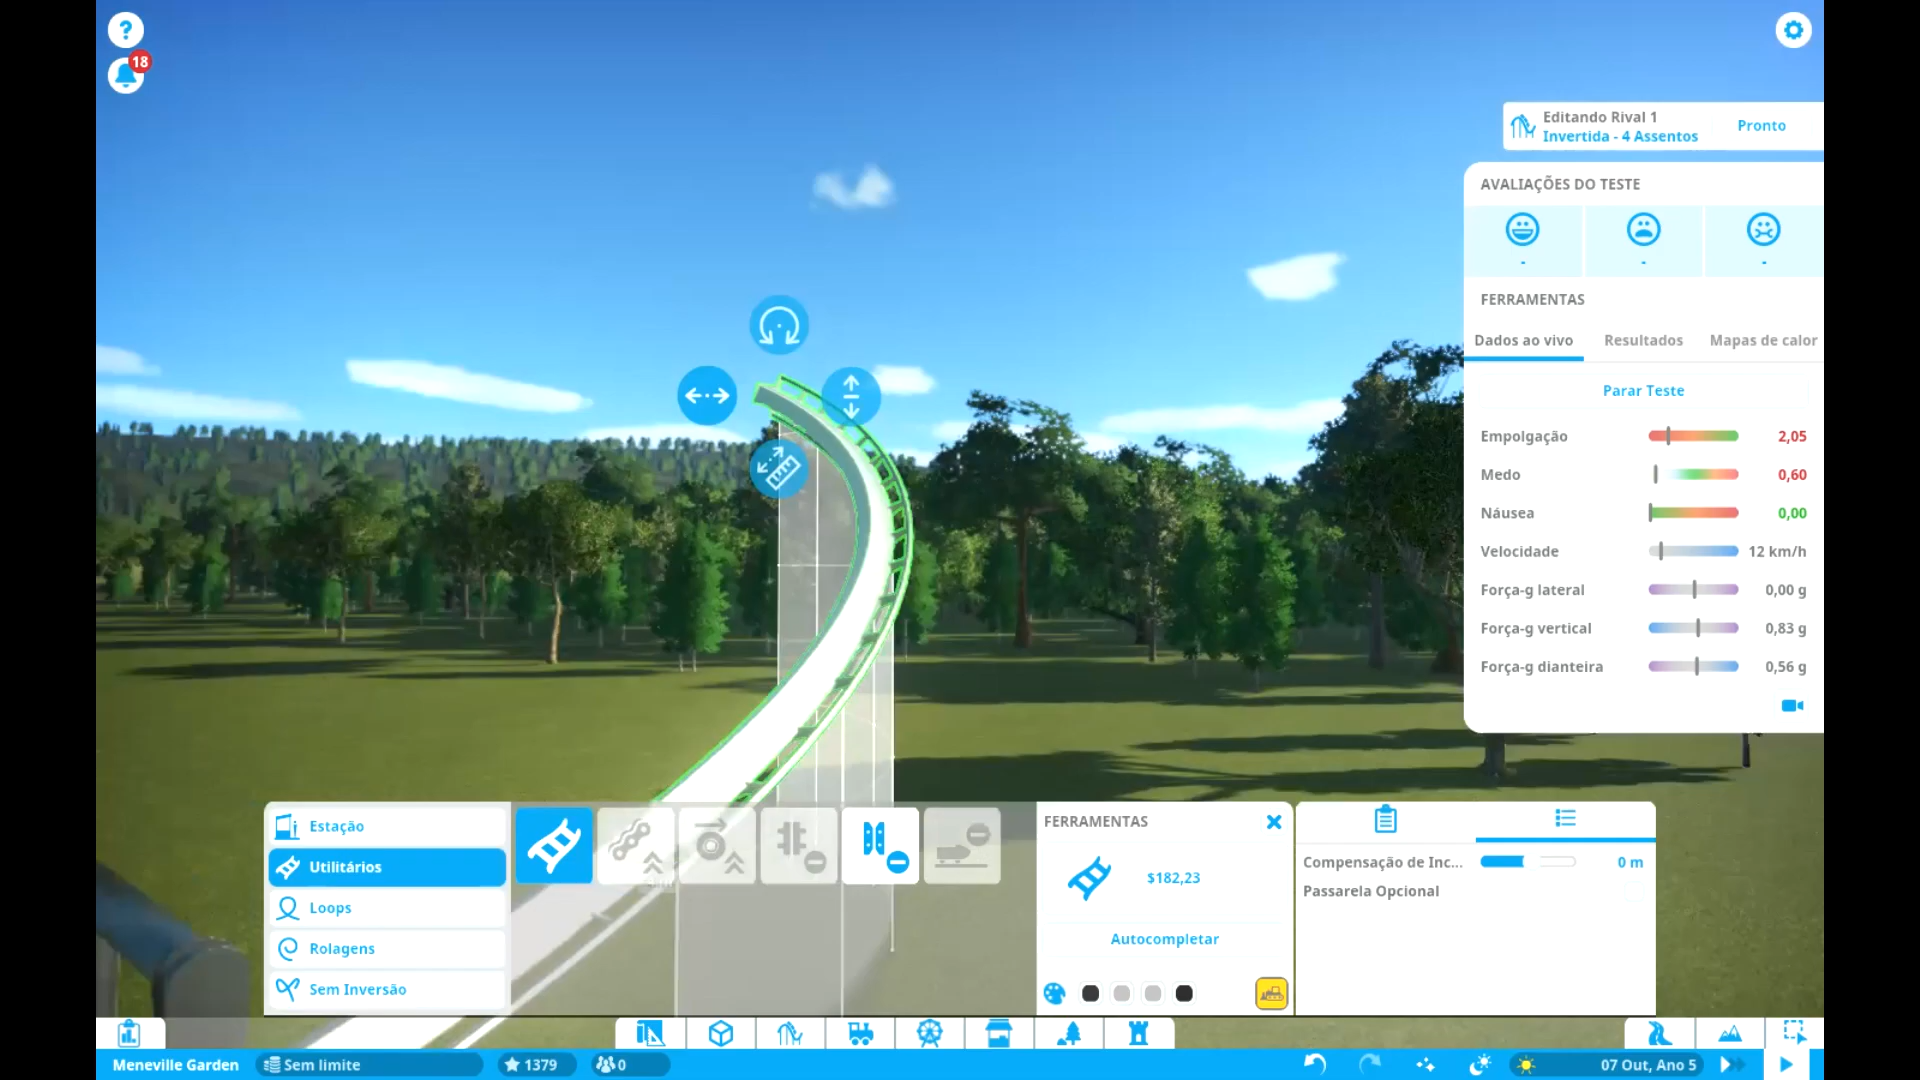 ?
18
Editando Rival 1
Invertida - 4 Assentos
Pronto
AVALIAÇÕES DO TESTE
-
-
-
FERRAMENTAS
Dados ao vivo
Resultados
Mapas de calor
Parar Teste
Empolgação 2,05
Medo 0,60
Náusea 0,00
Velocidade 12 km/h
Força-g lateral 0,00 g
Força-g vertical 0,83 g
Força-g dianteira 0,56 g
Estação
Utilitários
Loops
Rolagens
Sem Inversão
FERRAMENTAS
$182,23
Autocompletar
Compensação de Inc... 0 m
Passarela Opcional
Meneville Garden
Sem limite
1379
0
07 Out, Ano 5